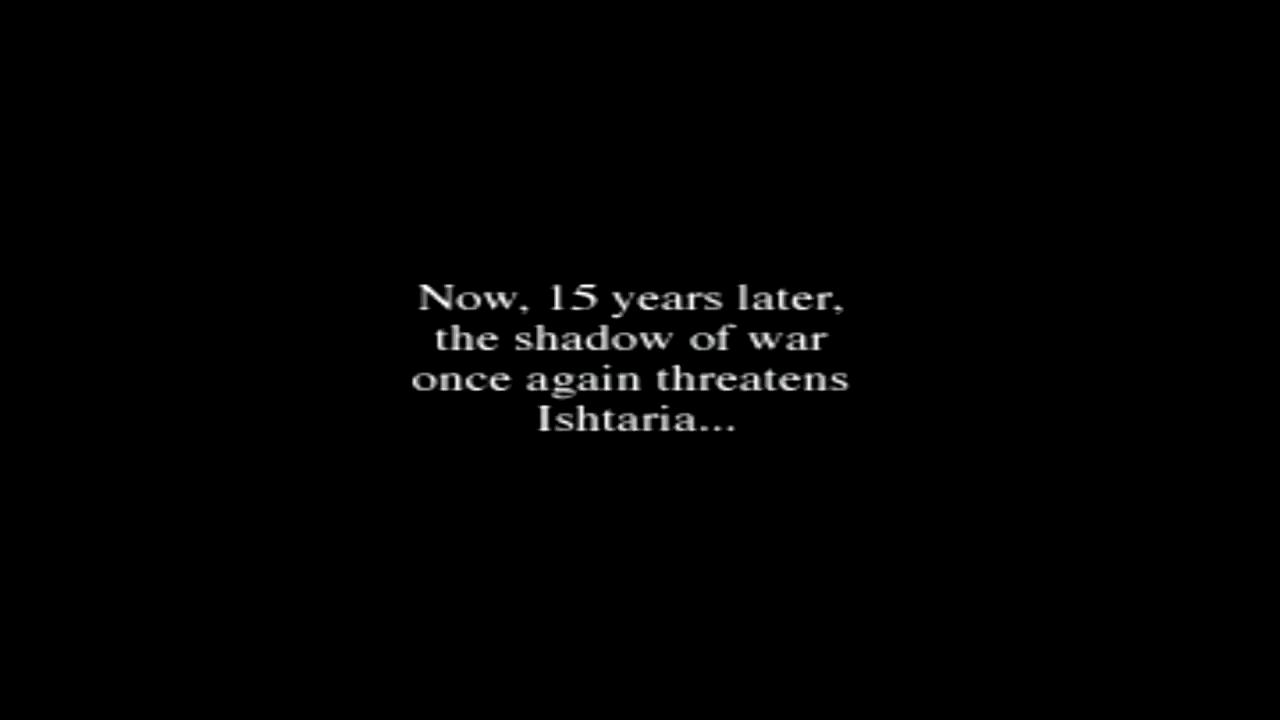 Now, 15 years later,
the shadow of war
once again threatens
Ishtaria...